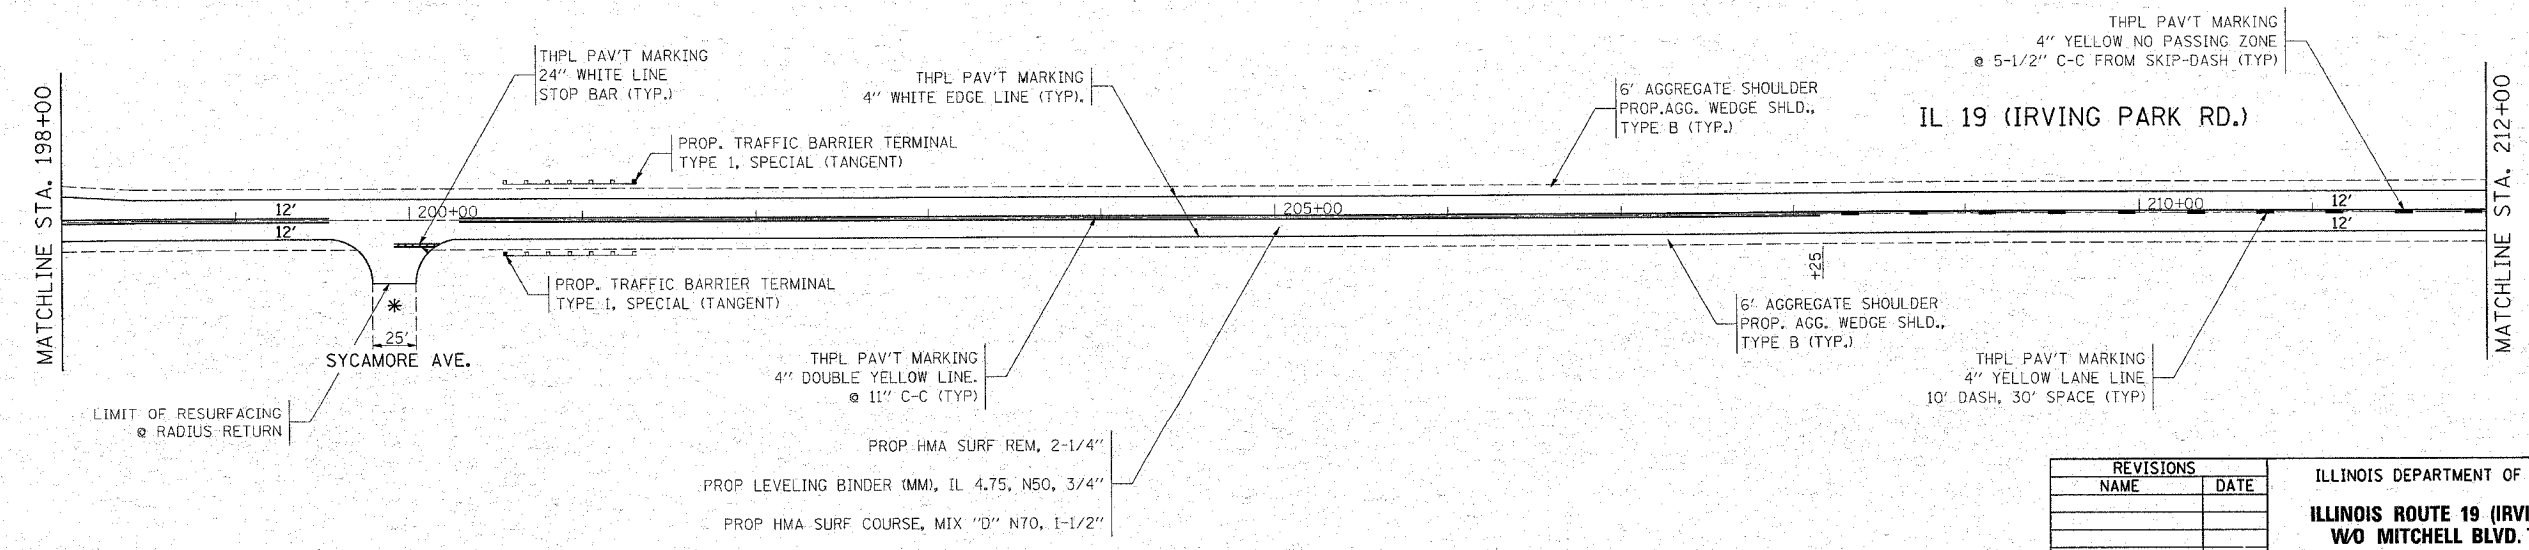 MATCHLINE STA. 198+00
THPL PAV'T MARKING
24" WHITE LINE
STOP BAR (TYP.)
PROP. TRAFFIC BARRIER TERMINAL
TYPE 1, SPECIAL (TANGENT)
THPL PAV'T MARKING
4" WHITE EDGE LINE (TYP).
6' AGGREGATE SHOULDER
PROP.AGG. WEDGE SHLD.,
TYPE B (TYP.)
THPL PAV'T MARKING
4" YELLOW NO PASSING ZONE
@ 5-1/2" C-C FROM SKIP-DASH (TYP)
IL 19 (IRVING PARK RD.)
MATCHLINE STA. 212+00
12'
12'
200+00
205+00
210+00
12'
12'
+25
PROP. TRAFFIC BARRIER TERMINAL
TYPE 1, SPECIAL (TANGENT)
*
25'
SYCAMORE AVE.
LIMIT OF RESURFACING
@ RADIUS RETURN
THPL PAV'T MARKING
4" DOUBLE YELLOW LINE.
@ 11" C-C (TYP)
6' AGGREGATE SHOULDER
PROP. AGG. WEDGE SHLD.,
TYPE B (TYP.)
THPL PAV'T MARKING
4" YELLOW LANE LINE
10' DASH, 30' SPACE (TYP)
PROP HMA SURF REM, 2-1/4"
PROP LEVELING BINDER (MM), IL 4.75, N50, 3/4"
PROP HMA SURF COURSE, MIX "D" N70, 1-1/2"
REVISIONS
NAME DATE
ILLINOIS DEPARTMENT OF
ILLINOIS ROUTE 19 (IRVI
W/O MITCHELL BLVD.